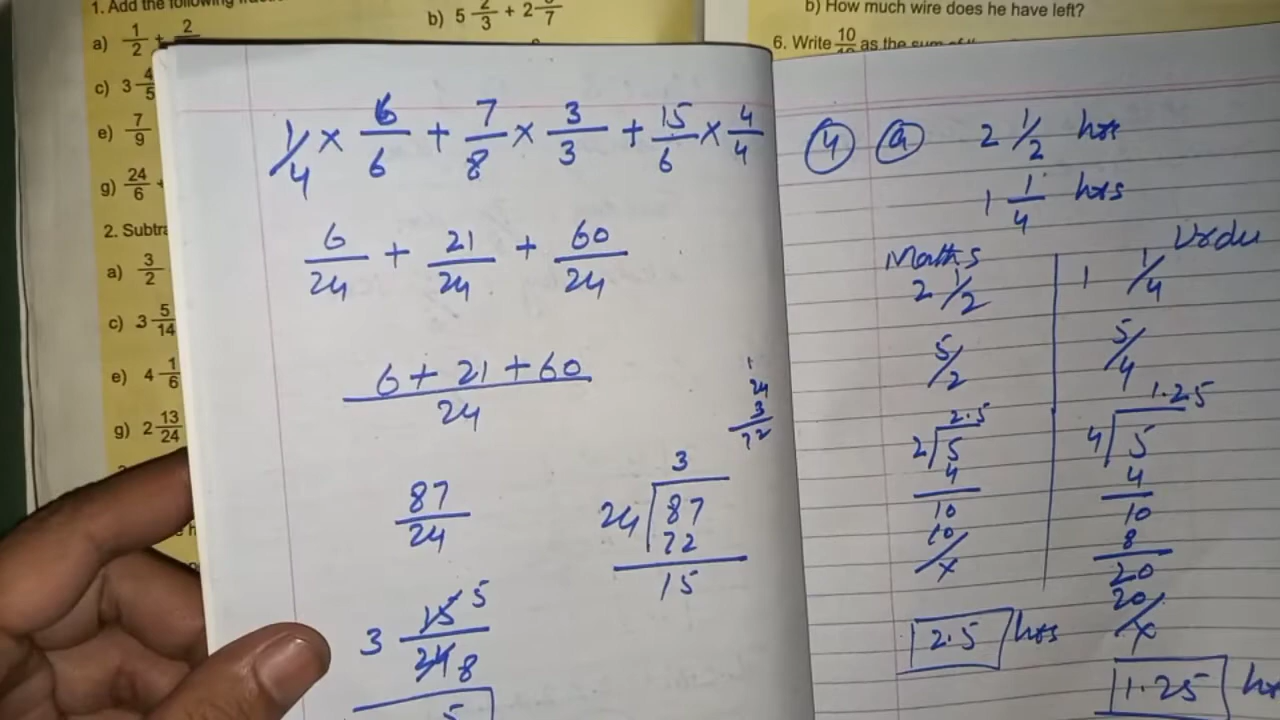 1. Add the following
a) 1/2 + 2
b) 5 2/3 + 2 /7
c) 3 4/5
e) 7/9
g) 24/6 +
2. Subtra
a) 3/2
c) 3 5/14
e) 4 1/6
g) 2 13/24
b) How much wire does he have left?
6. Write 10 as the sum of
1/4 × 6/6 + 7/8 × 3/3 + 15/6 × 4/4
6/24 + 21/24 + 60/24
6 + 21 + 60
24
24
3
72
87/24
3
24 87
72
15
3 15 5
24 8
5
4 a 2 1/2 hrs
1 1/4 hrs
Maths Urdu
2 1/2 1 1/4
5/2 5/4
2.5 1.25
2 5 4 5
4 4
10 10
10 8
x 20
20
x
2.5 hrs
1.25 h